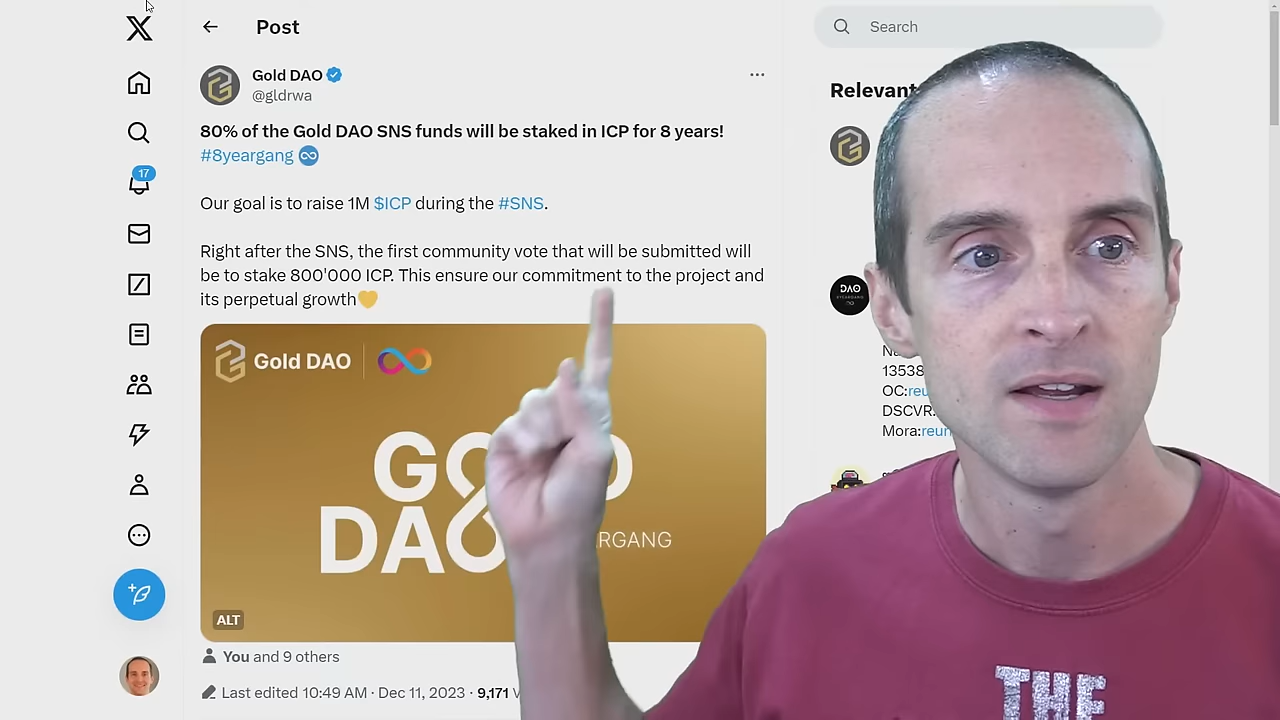 Post
Search
Gold DAO
@gldrwa
80% of the Gold DAO SNS funds will be staked in ICP for 8 years!
#8yeargang
Our goal is to raise 1M $ICP during the #SNS.
Right after the SNS, the first community vote that will be submitted will
be to stake 800'000 ICP. This ensure our commitment to the project and
its perpetual growth
Gold DAO
DAO
ALT
You and 9 others
Last edited 10:49 AM · Dec 11, 2023 · 9,171
17
Relevant
DAO
13538
OC:
DSCVR.
Mora:
THE